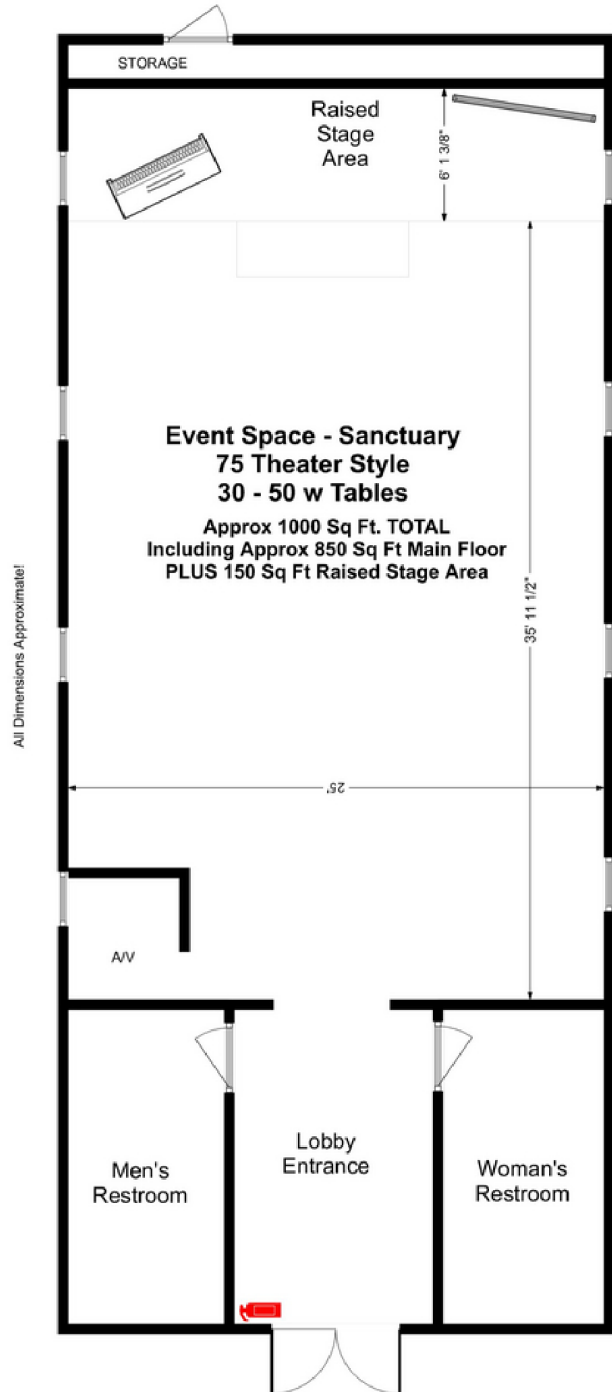 STORAGE
Raised
Stage
Area
6' 1 3/8"
Event Space - Sanctuary
75 Theater Style
30 - 50 w Tables
Approx 1000 Sq Ft. TOTAL
Including Approx 850 Sq Ft Main Floor
PLUS 150 Sq Ft Raised Stage Area
35' 11 1/2"
All Dimensions Approximate!
25'
A/V
Men's
Restroom
Lobby
Entrance
Woman's
Restroom